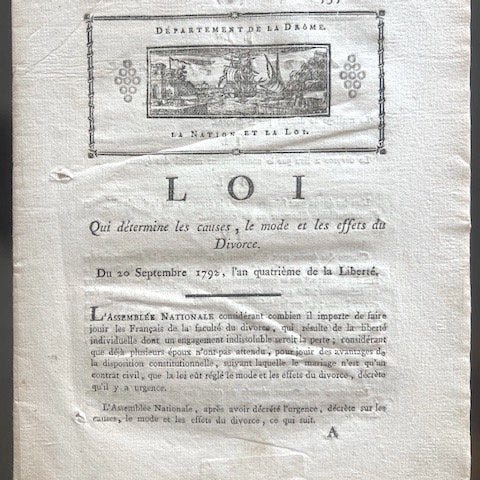 DÉPARTEMENT DE LA DRÔME.
LA NATION ET LA LOI.
LOI
Qui détermine les causes, le mode et les effets du
Divorce.
Du 20 Septembre 1792, l'an quatrième de la Liberté.
L'ASSEMBLÉE NATIONALE considérant combien il importe de faire
jouir les Français de la faculté du divorce, qui résulte de la liberté
individuelle dont un engagement indissoluble seroit la perte; considérant
que déjà plusieurs époux n'ont pas attendu, pour jouir des avantages de
la disposition constitutionnelle, suivant laquelle le mariage n'est qu'un
contrat civil, que la loi eût réglé le mode et les effets du divorce, décrète
qu'il y a urgence.
L'Assemblée Nationale, après avoir décrété l'urgence, décrète sur les
causes, le mode et les effets du divorce, ce qui suit.
A